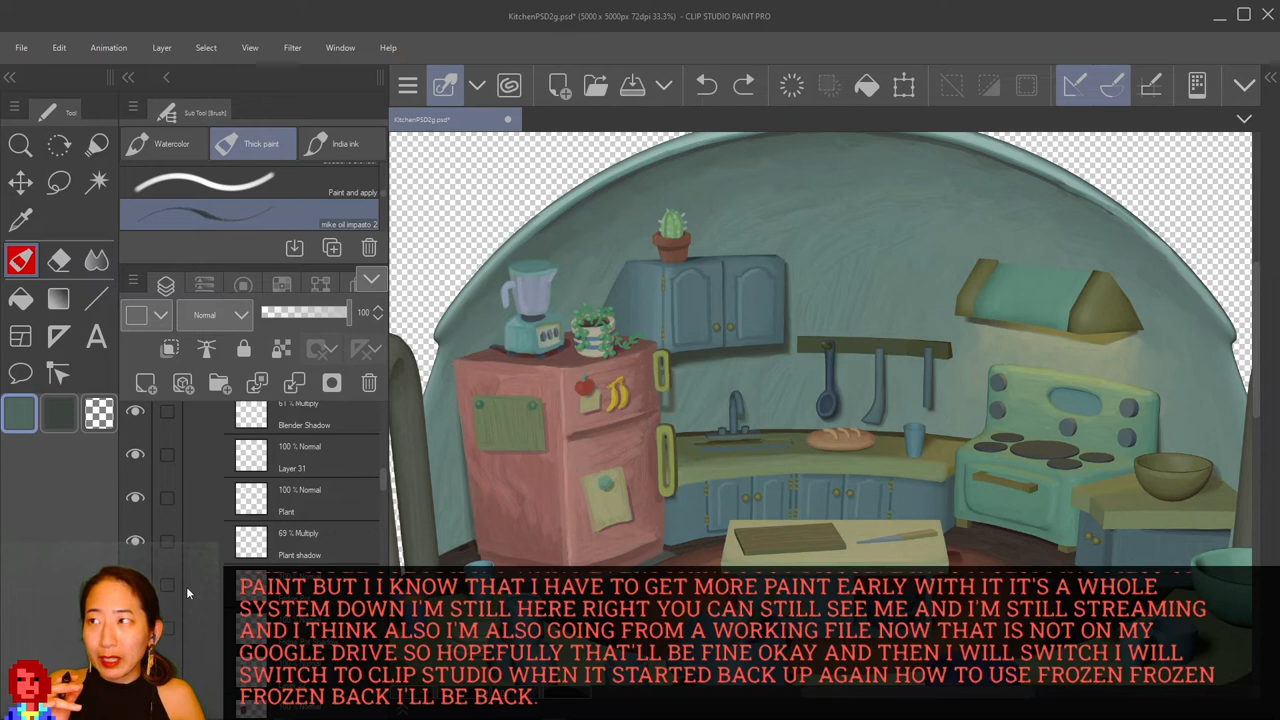 KitchenPSD2g.psd* (5000 x 5000px 72dpi 33.3%) - CLIP STUDIO PAINT PRO
File Edit Animation Layer Select View Filter Window Help
Tool
Sub Tool [Brush]
KitchenPSD2g.psd*
Watercolor Thick paint India ink
Paint and apply
mike oil impasto 2
Normal 100
61 % Multiply
Blender Shadow
100 % Normal
Layer 31
100 % Normal
Plant
69 % Multiply
Plant shadow
PAINT BUT I I KNOW THAT I HAVE TO GET MORE PAINT EARLY WITH IT IT'S A WHOLE
SYSTEM DOWN I'M STILL HERE RIGHT YOU CAN STILL SEE ME AND I'M STILL STREAMING
AND I THINK ALSO I'M ALSO GOING FROM A WORKING FILE NOW THAT IS NOT ON MY
GOOGLE DRIVE SO HOPEFULLY THAT'LL BE FINE OKAY AND THEN I WILL SWITCH I WILL
SWITCH TO CLIP STUDIO WHEN IT STARTED BACK UP AGAIN HOW TO USE FROZEN FROZEN
FROZEN BACK I'LL BE BACK.